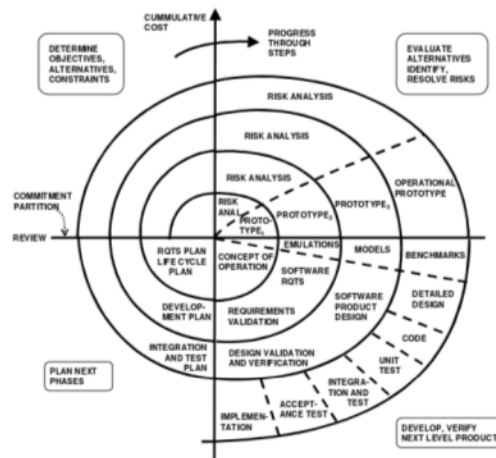 CUMMULATIVE
COST
PROGRESS
THROUGH
STEPS
DETERMINE
OBJECTIVES,
ALTERNATIVES,
CONSTRAINTS
EVALUATE
ALTERNATIVES
IDENTIFY,
RESOLVE RISKS
RISK ANALYSIS
RISK ANALYSIS
RISK ANALYSIS
RISK
ANAL.
PROTO-
TYPE1
PROTOTYPE2
PROTOTYPE3
OPERATIONAL
PROTOTYPE
COMMITMENT
PARTITION
REVIEW
RQTS PLAN
LIFE CYCLE
PLAN
CONCEPT OF
OPERATION
EMULATIONS
MODELS
BENCHMARKS
SOFTWARE
RQTS
SOFTWARE
PRODUCT
DESIGN
DETAILED
DESIGN
DEVELOP-
MENT PLAN
REQUIREMENTS
VALIDATION
CODE
INTEGRATION
AND TEST
PLAN
DESIGN VALIDATION
AND VERIFICATION
UNIT
TEST
INTEGRA-
TION AND
TEST
ACCEPT-
ANCE TEST
IMPLEMEN-
TATION
PLAN NEXT
PHASES
DEVELOP, VERIFY
NEXT LEVEL PRODUCT